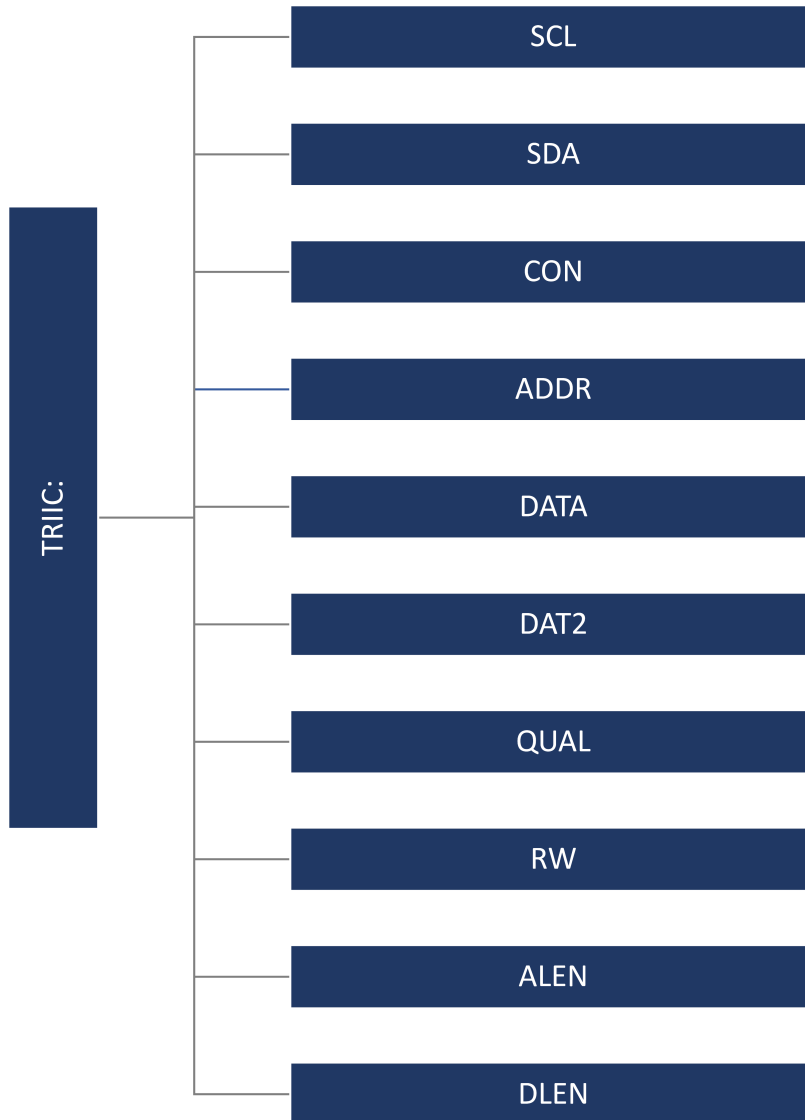 TRIIC:
SCL
SDA
CON
ADDR
DATA
DAT2
QUAL
RW
ALEN
DLEN